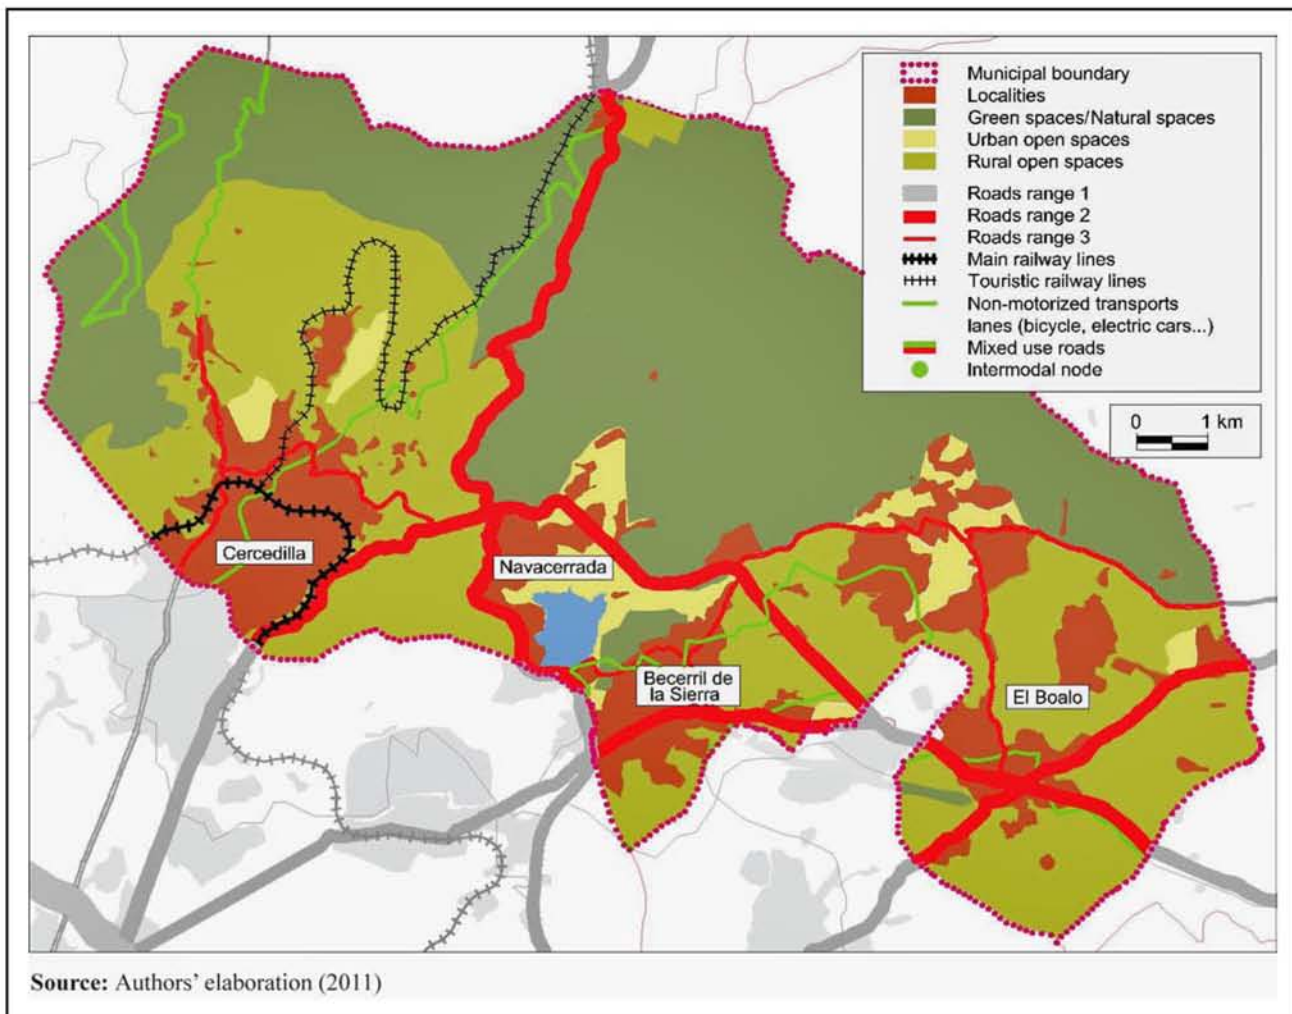 Municipal boundary
Localities
Green spaces/Natural spaces
Urban open spaces
Rural open spaces
Roads range 1
Roads range 2
Roads range 3
Main railway lines
Touristic railway lines
Non-motorized transports
lanes (bicycle, electric cars...)
Mixed use roads
Intermodal node
0 1 km
Cercedilla
Navacerrada
Becerril de
la Sierra
El Boalo
Source: Authors’ elaboration (2011)